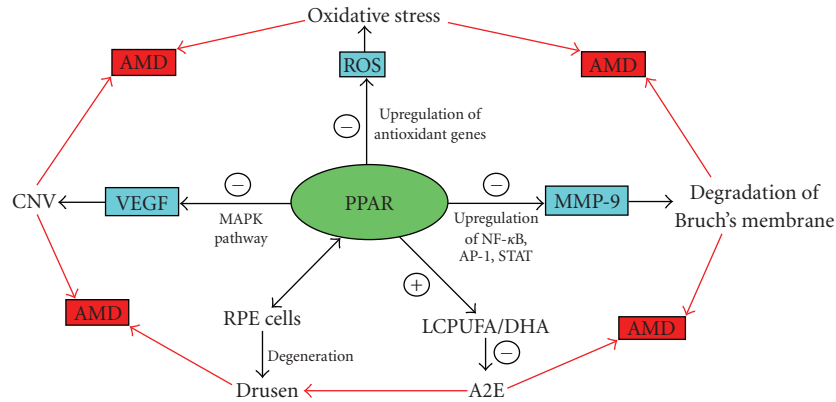 Oxidative stress
AMD
ROS
AMD
−
Upregulation of
antioxidant genes
CNV
VEGF
−
MAPK
pathway
PPAR
−
Upregulation
of NF-κB,
AP-1, STAT
MMP-9
Degradation of
Bruch's membrane
+
AMD
RPE cells
LCPUFA/DHA
AMD
Degeneration
−
Drusen
A2E